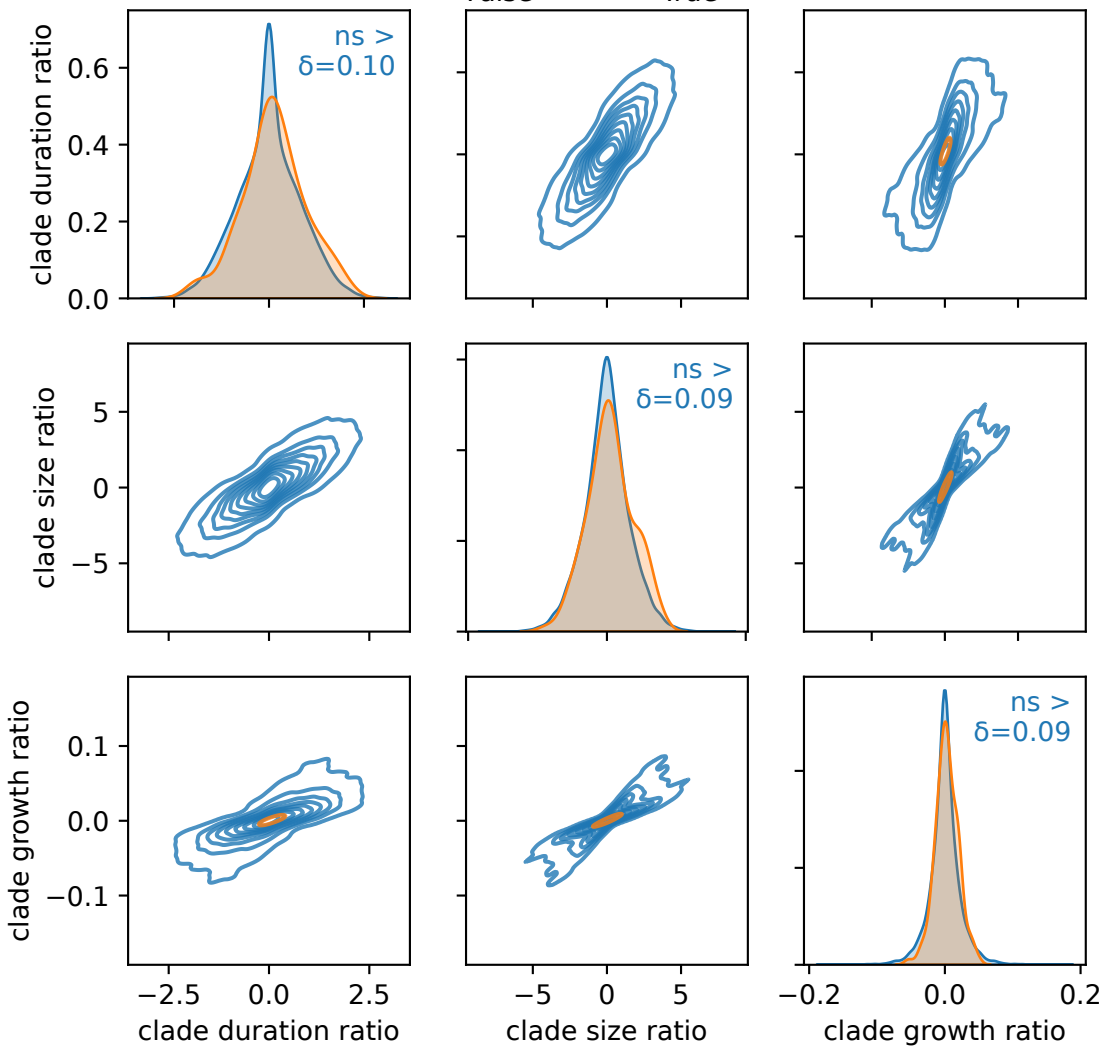 clade duration ratio
0.6
0.4
0.2
0.0
ns >
δ=0.10
clade size ratio
5
0
−5
ns >
δ=0.09
clade growth ratio
0.1
0.0
−0.1
ns >
δ=0.09
−2.5 0.0 2.5
−5 0 5
−0.2 0.0 0.2
clade duration ratio
clade size ratio
clade growth ratio